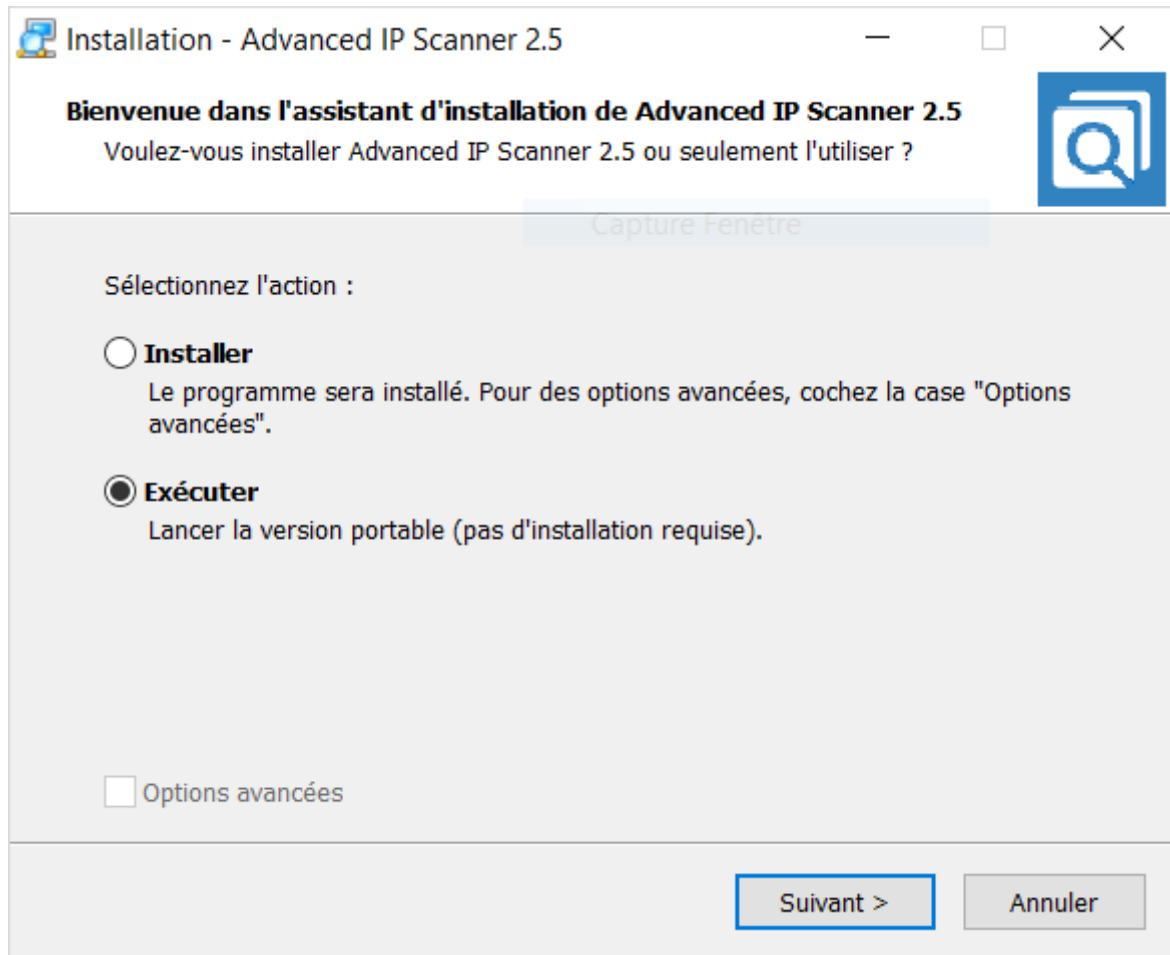 Installation - Advanced IP Scanner 2.5
Bienvenue dans l'assistant d'installation de Advanced IP Scanner 2.5
Voulez-vous installer Advanced IP Scanner 2.5 ou seulement l'utiliser ?
Capture Fenêtre
Sélectionnez l'action :
Installer
Le programme sera installé. Pour des options avancées, cochez la case "Options
avancées".
Exécuter
Lancer la version portable (pas d'installation requise).
Options avancées
Suivant >
Annuler